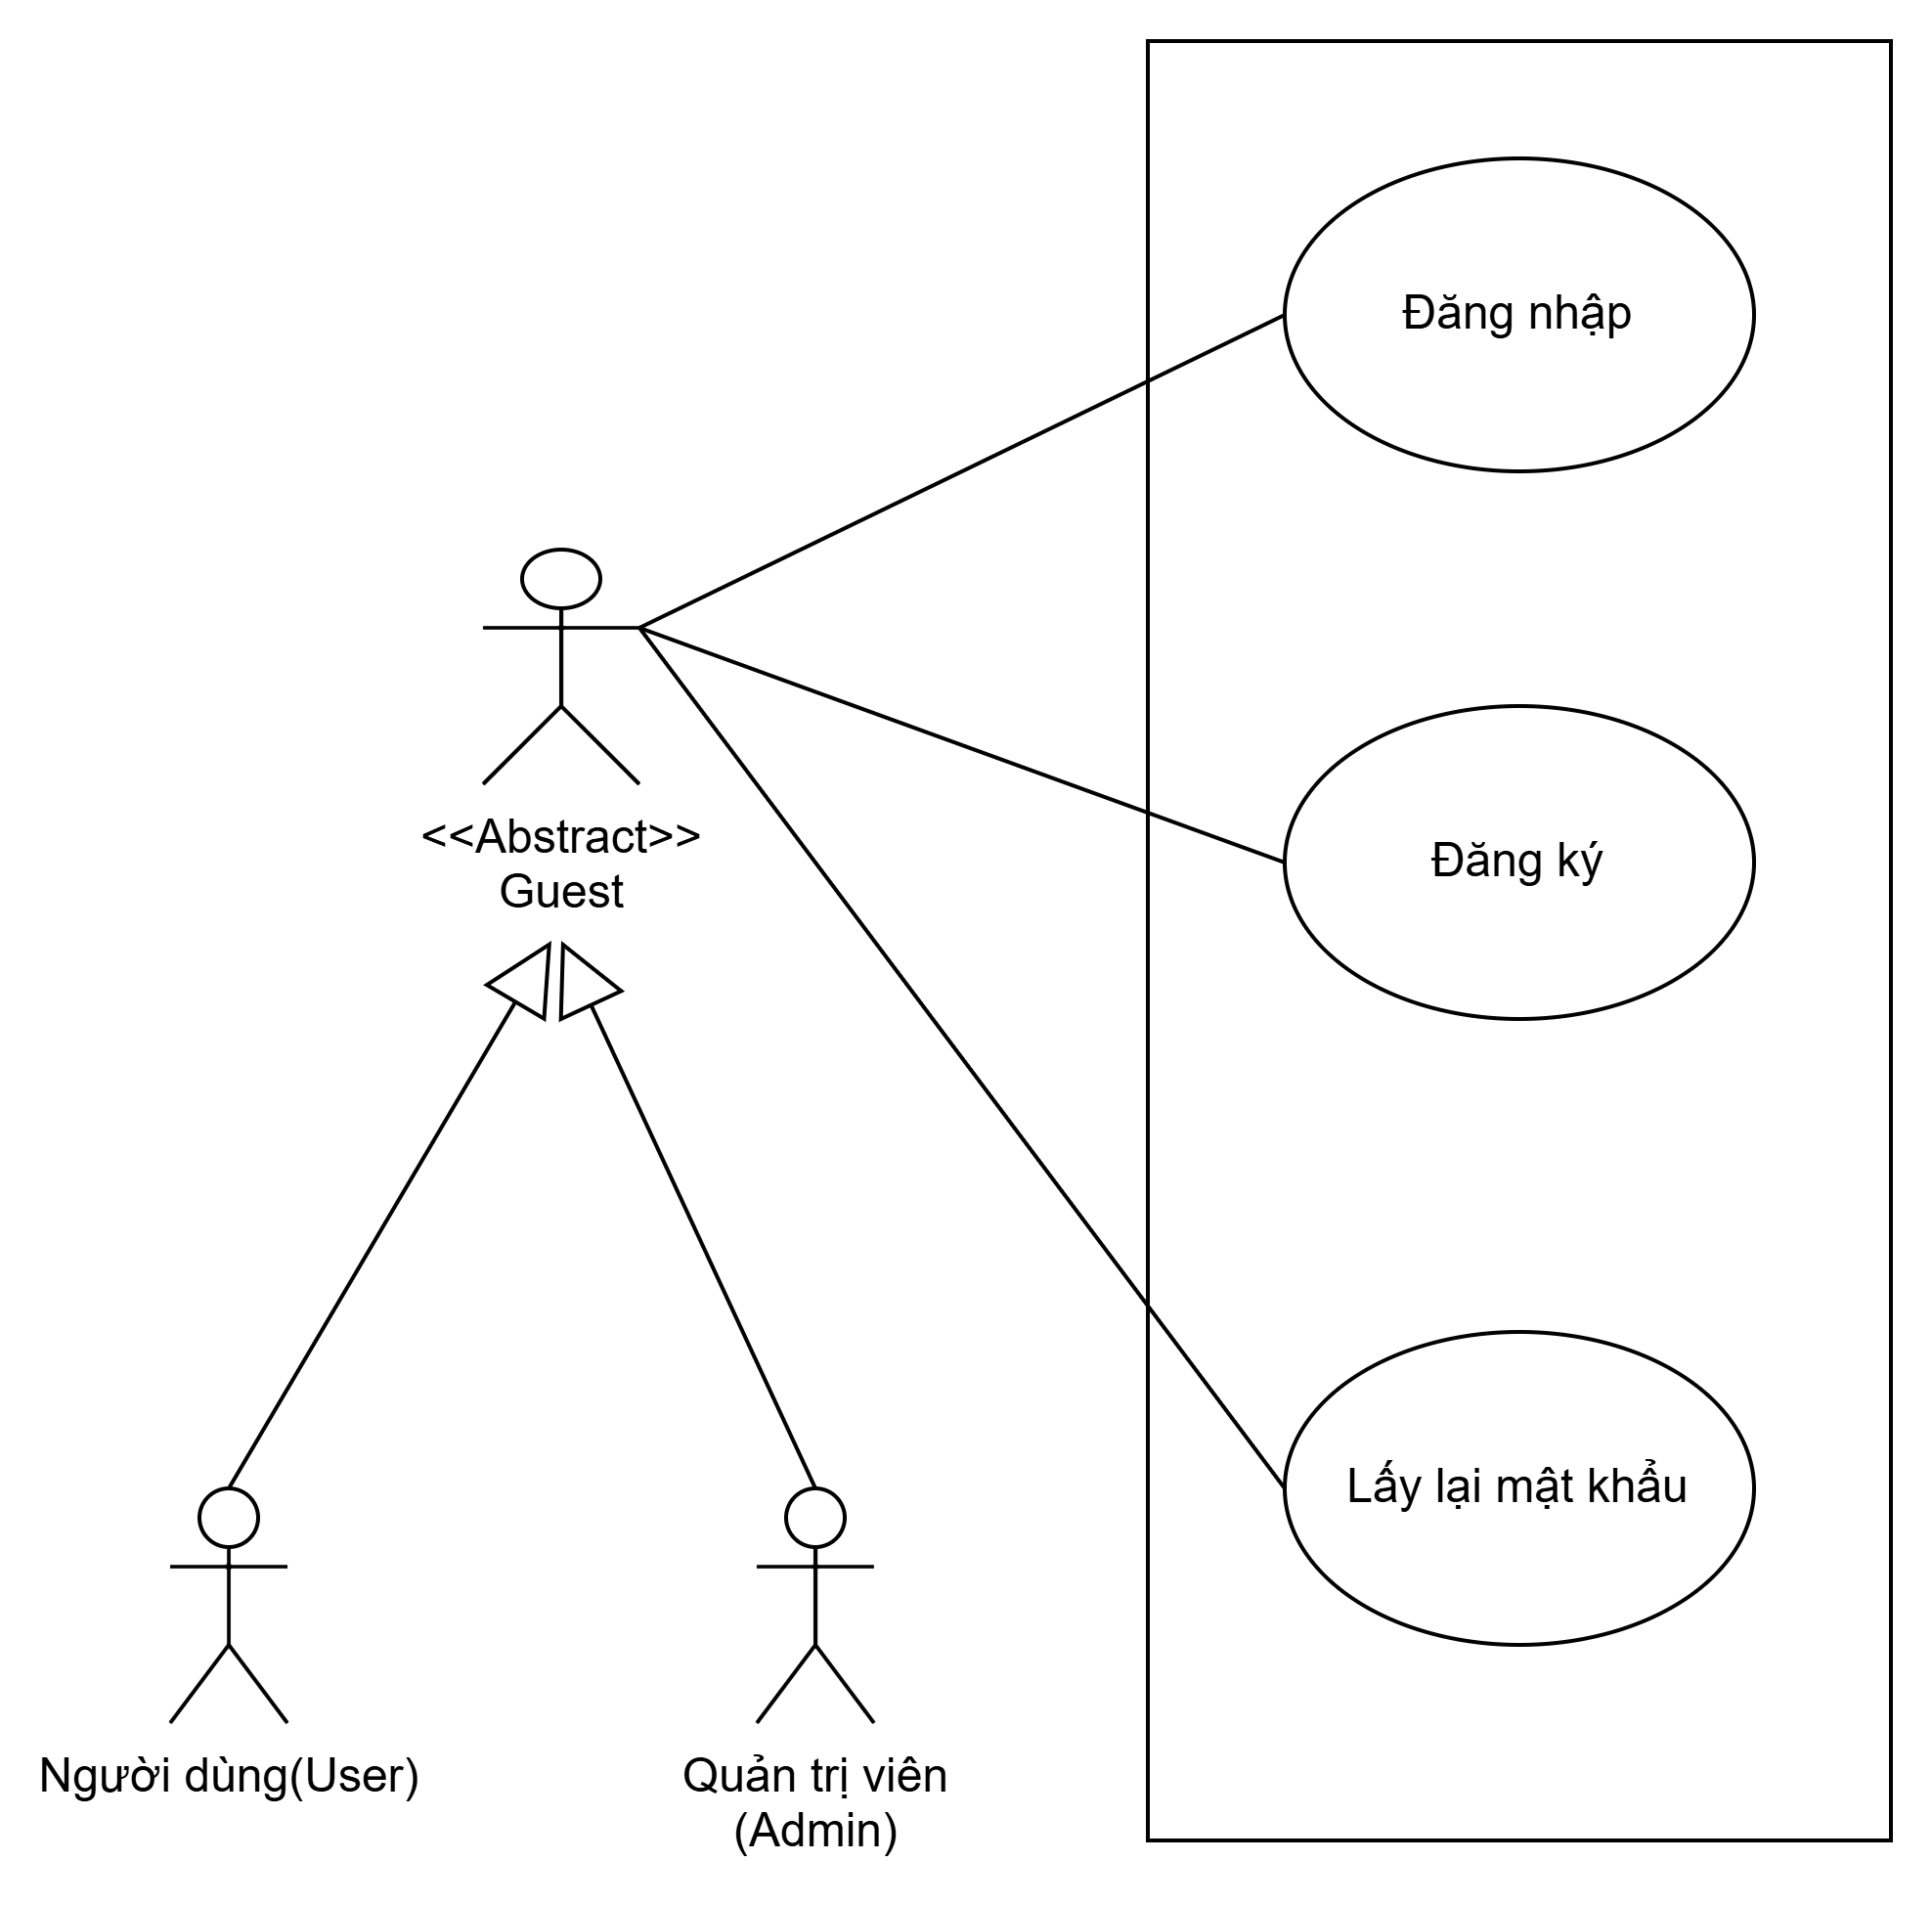 Đăng nhập
<<Abstract>>
Guest
Đăng ký
Lấy lại mật khẩu
Người dùng(User)
Quản trị viên
(Admin)